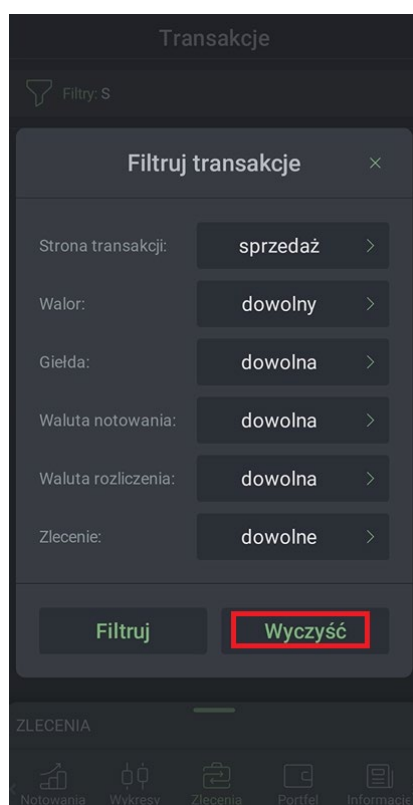 Transakcje
Filtry: S
Filtruj transakcje
Strona transakcji: sprzedaż
Walor: dowolny
Giełda: dowolna
Waluta notowania: dowolna
Waluta rozliczenia: dowolna
Zlecenie: dowolne
Filtruj Wyczyść
ZLECENIA
Notowania Wykresy Zlecenia Portfel Informacje